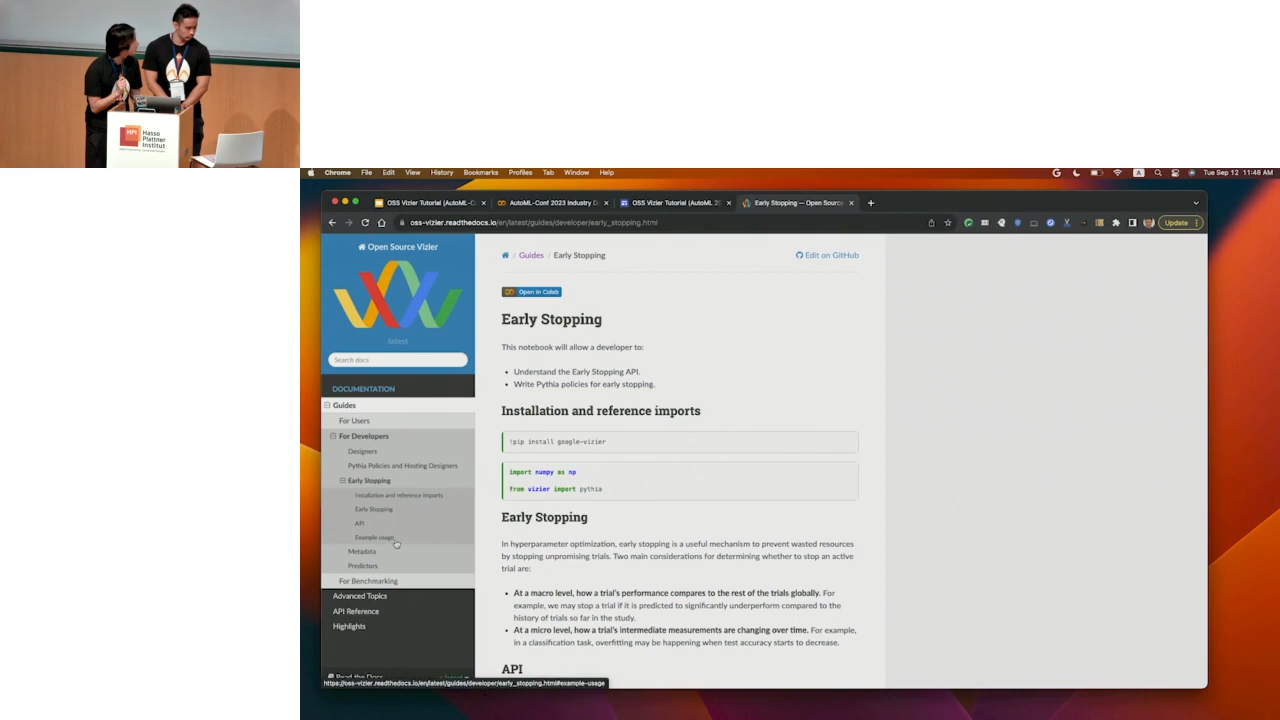 HPI
Hasso
Plattner
Institut
Chrome File Edit View History Bookmarks Profiles Tab Window Help
A
Tue Sep 12 11:48 AM
OSS Vizier Tutorial (AutoML-C
AutoML-Conf 2023 Industry D
OSS Vizier Tutorial (AutoML 20
Early Stopping — Open Source
oss-vizier.readthedocs.io/en/latest/guides/developer/early_stopping.html
Update
Open Source Vizier
latest
Search docs
DOCUMENTATION
Guides
For Users
For Developers
Designers
Pythia Policies and Hosting Designers
Early Stopping
Installation and reference imports
Early Stopping
API
Example usage
Metadata
Predictors
For Benchmarking
Advanced Topics
API Reference
Highlights
Read the Docs
https://oss-vizier.readthedocs.io/en/latest/guides/developer/early_stopping.html#example-usage
/ Guides / Early Stopping
Edit on GitHub
Open in Colab
Early Stopping
This notebook will allow a developer to:
• Understand the Early Stopping API.
• Write Pythia policies for early stopping.
Installation and reference imports
!pip install google-vizier
import numpy as np
from vizier import pythia
Early Stopping
In hyperparameter optimization, early stopping is a useful mechanism to prevent wasted resources
by stopping unpromising trials. Two main considerations for determining whether to stop an active
trial are:
• At a macro level, how a trial's performance compares to the rest of the trials globally. For
example, we may stop a trial if it is predicted to significantly underperform compared to the
history of trials so far in the study.
• At a micro level, how a trial's intermediate measurements are changing over time. For example,
in a classification task, overfitting may be happening when test accuracy starts to decrease.
API